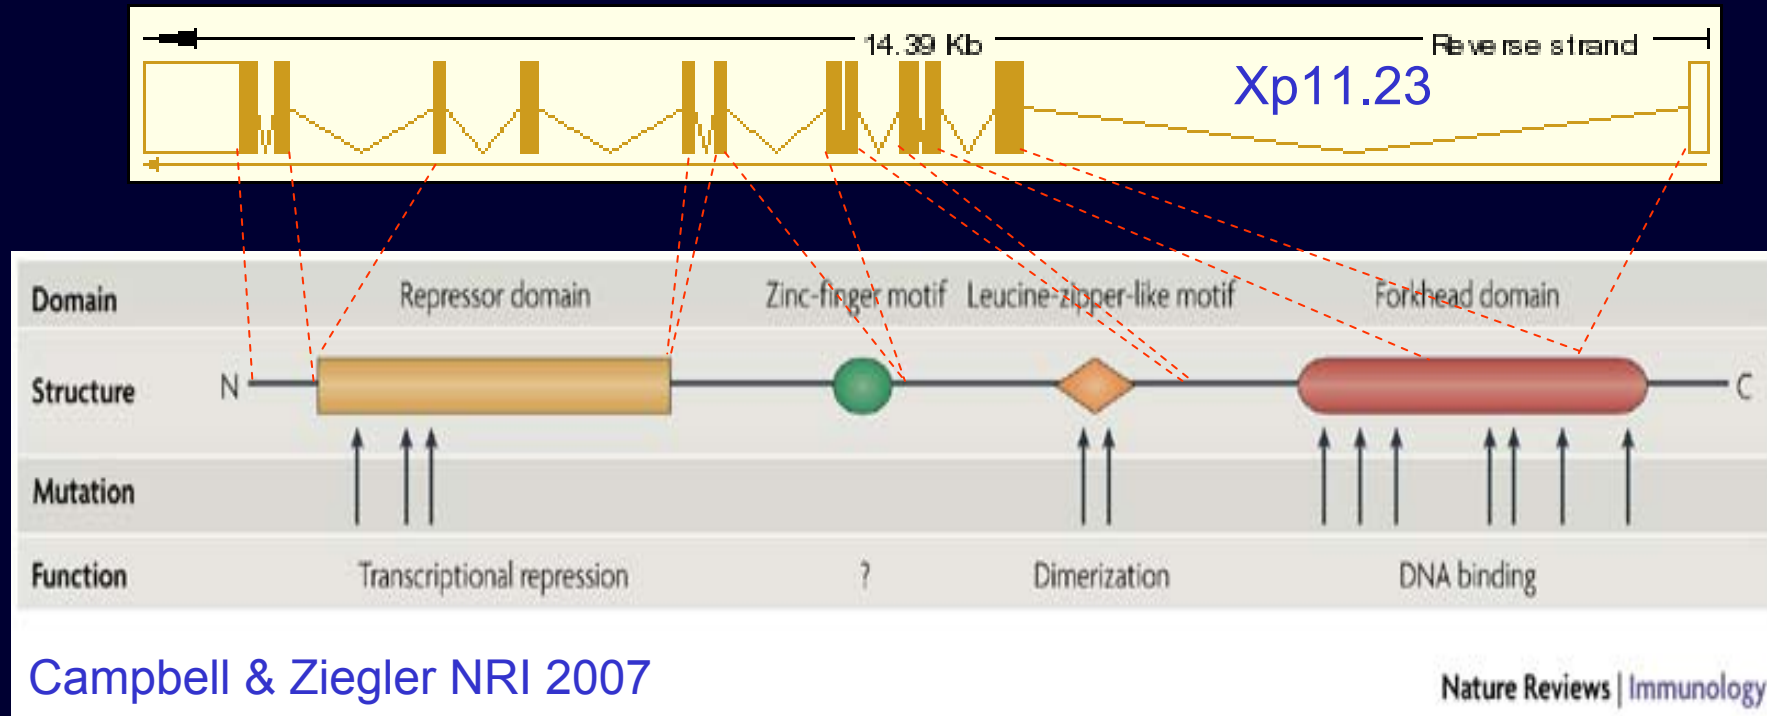 14.39 Kb Reverse strand
Xp11.23
Domain Repressor domain Zinc-finger motif Leucine-zipper-like motif Forkhead domain
Structure N C
Mutation
Function Transcriptional repression ? Dimerization DNA binding
Campbell & Ziegler NRI 2007
Nature Reviews | Immunology